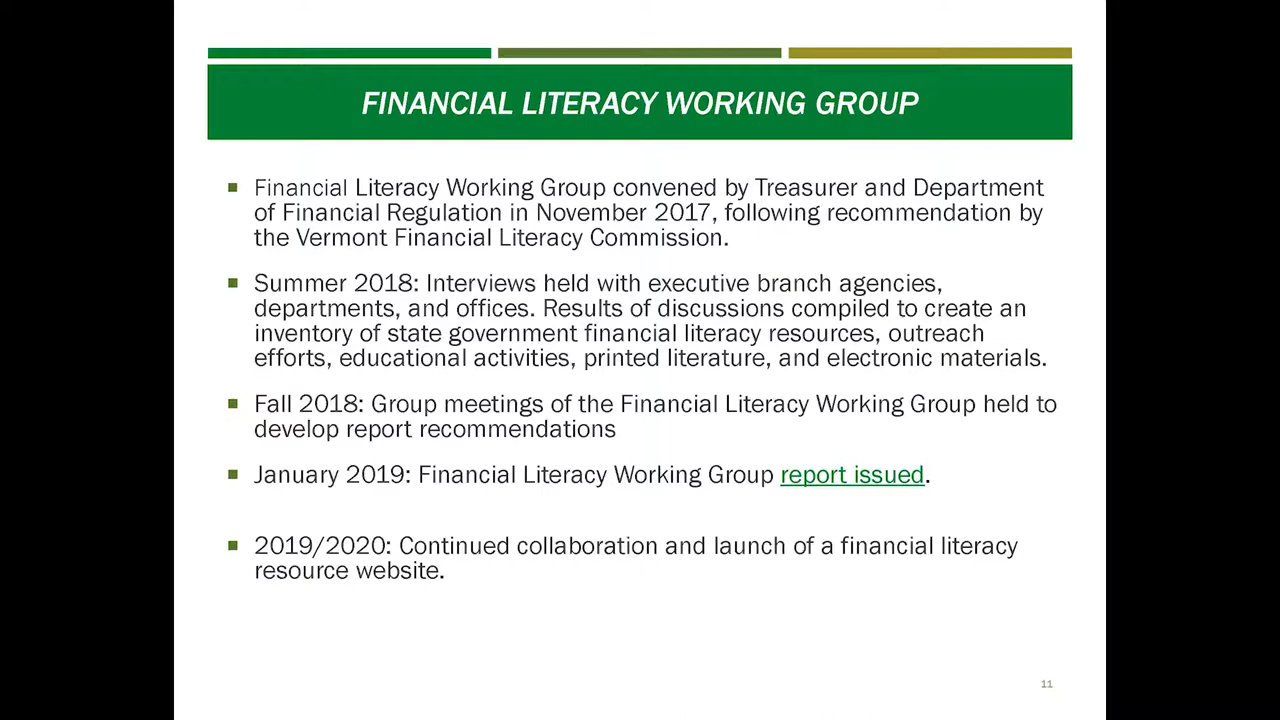 FINANCIAL LITERACY WORKING GROUP
Financial Literacy Working Group convened by Treasurer and Department
of Financial Regulation in November 2017, following recommendation by
the Vermont Financial Literacy Commission.
Summer 2018: Interviews held with executive branch agencies,
departments, and offices. Results of discussions compiled to create an
inventory of state government financial literacy resources, outreach
efforts, educational activities, printed literature, and electronic materials.
Fall 2018: Group meetings of the Financial Literacy Working Group held to
develop report recommendations
January 2019: Financial Literacy Working Group report issued.
2019/2020: Continued collaboration and launch of a financial literacy
resource website.
11